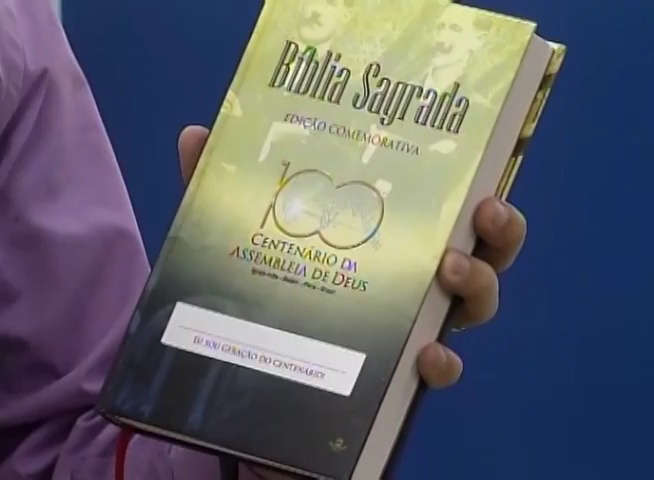 Bíblia Sagrada
EDIÇÃO COMEMORATIVA
100
CENTENÁRIO DA
ASSEMBLEIA DE DEUS
EU SOU GERAÇÃO DO CENTENÁRIO!